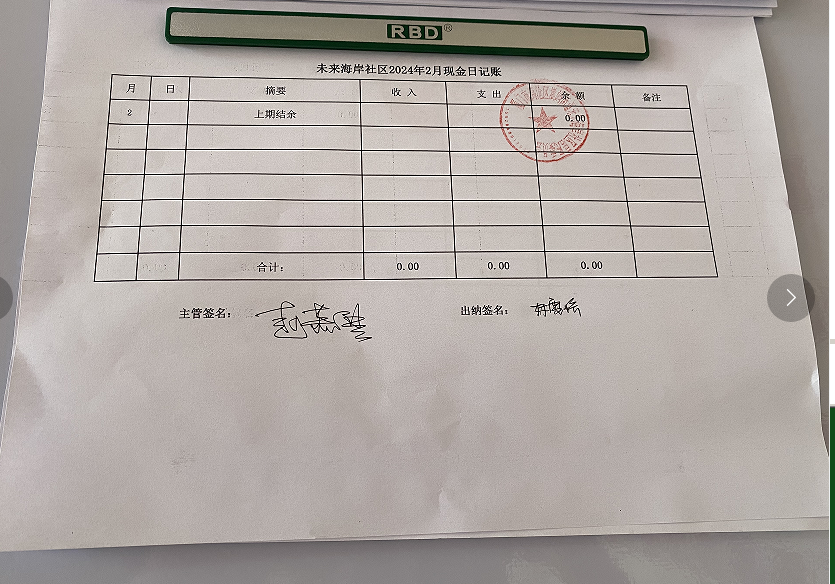 RBD®
未来海岸社区2024年2月现金日记账
月 日 摘要 收入 支出 余额 备注
2 上期结余 0.00
合计: 0.00 0.00 0.00
主管签名: 出纳签名: